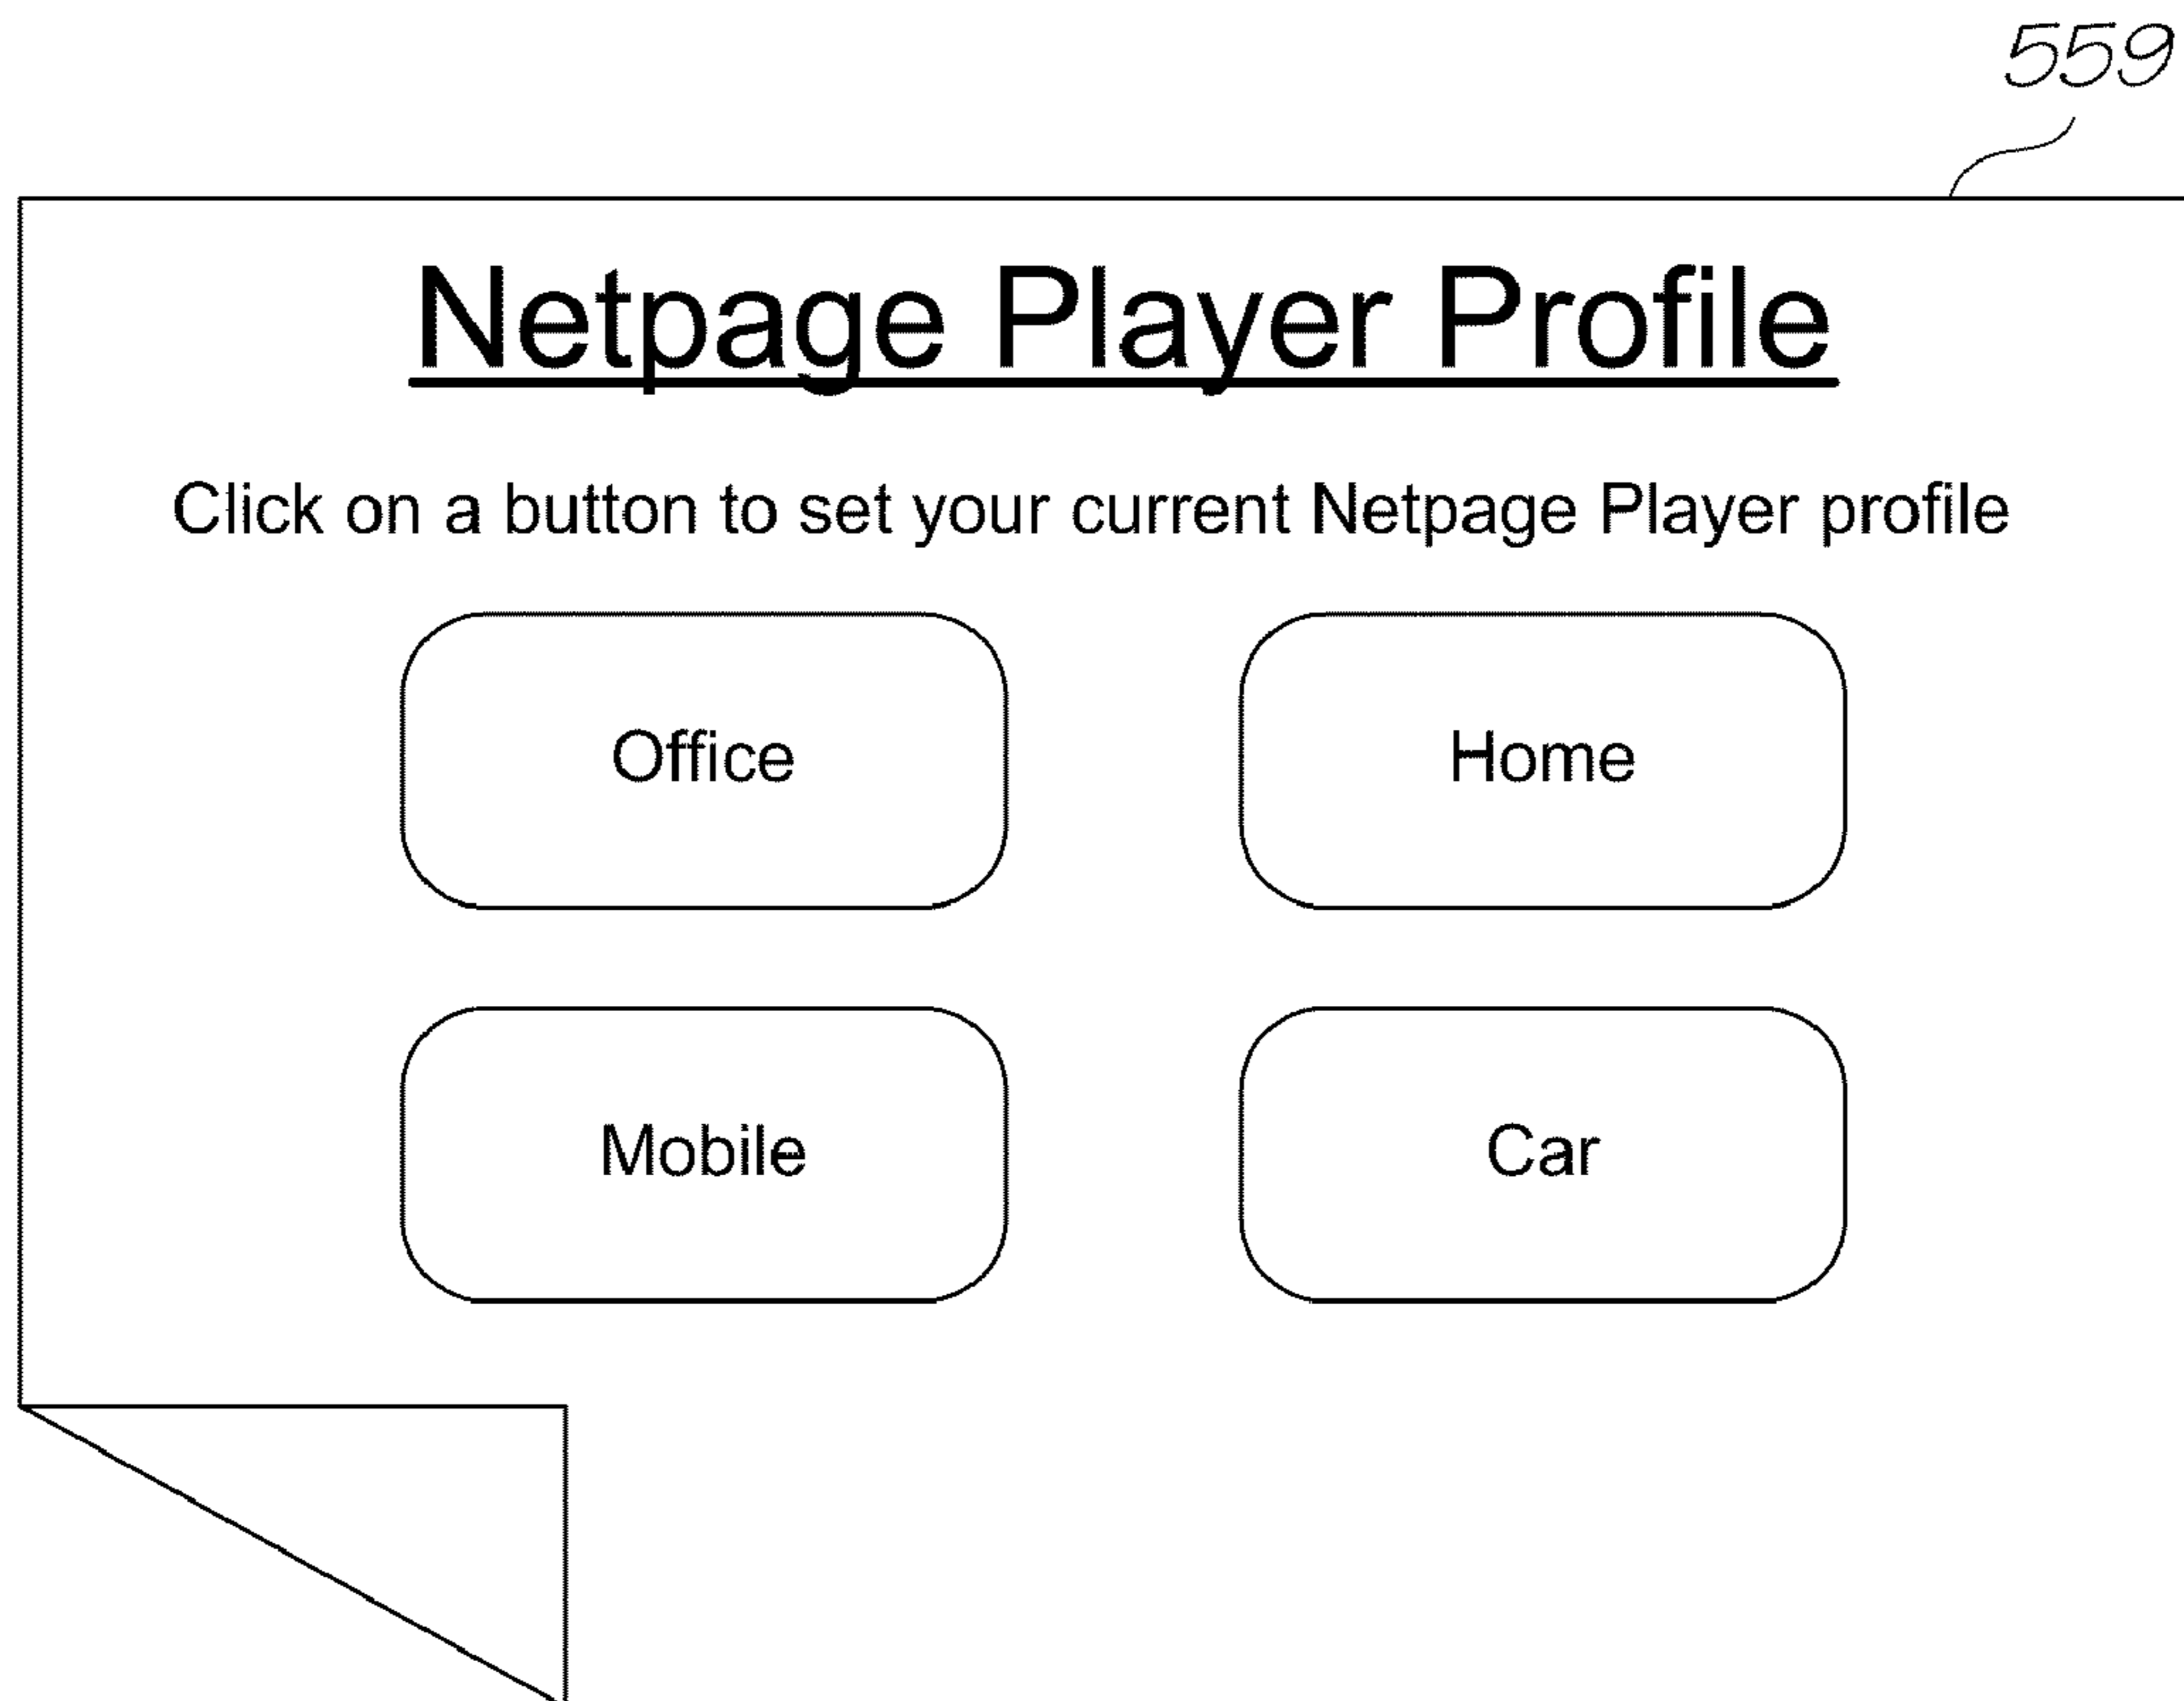 559
Netpage Player Profile
Click on a button to set your current Netpage Player profile
Office Home
Mobile Car